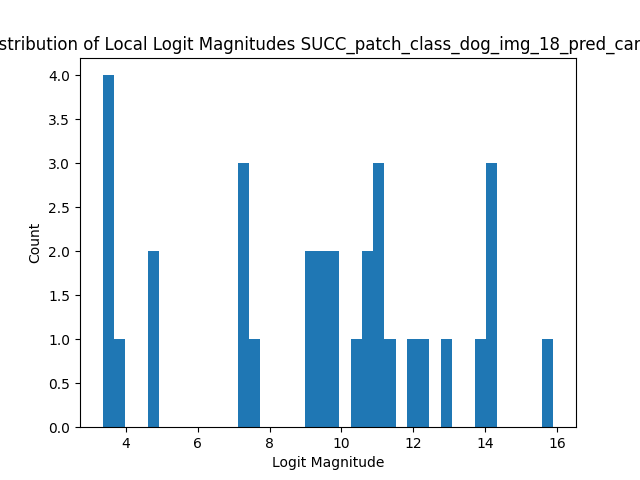 stribution of Local Logit Magnitudes SUCC_patch_class_dog_img_18_pred_car
4.0
3.5
3.0
2.5
2.0
1.5
1.0
0.5
0.0
Count
4 6 8 10 12 14 16
Logit Magnitude